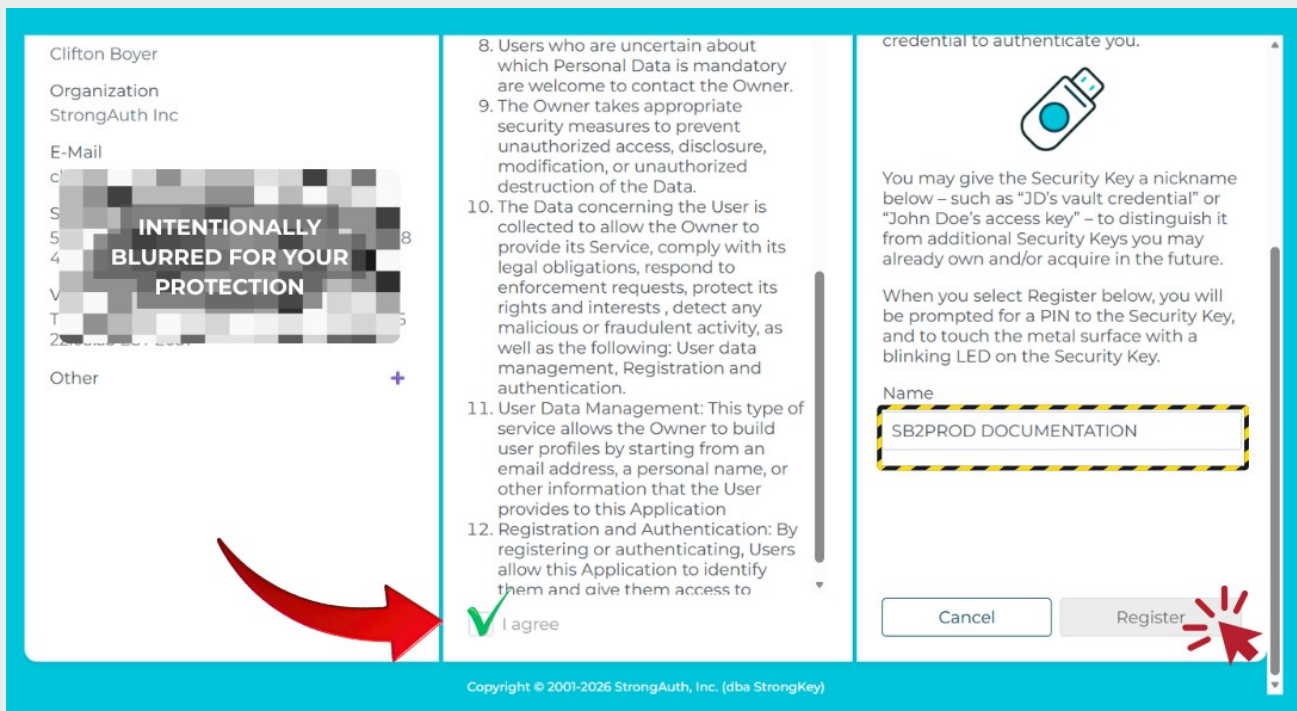 Clifton Boyer
Organization
StrongAuth Inc
E-Mail
INTENTIONALLY
BLURRED FOR YOUR
PROTECTION
Other +
8. Users who are uncertain about
which Personal Data is mandatory
are welcome to contact the Owner.
9. The Owner takes appropriate
security measures to prevent
unauthorized access, disclosure,
modification, or unauthorized
destruction of the Data.
10. The Data concerning the User is
collected to allow the Owner to
provide its Service, comply with its
legal obligations, respond to
enforcement requests, protect its
rights and interests , detect any
malicious or fraudulent activity, as
well as the following: User data
management, Registration and
authentication.
11. User Data Management: This type of
service allows the Owner to build
user profiles by starting from an
email address, a personal name, or
other information that the User
provides to this Application
12. Registration and Authentication: By
registering or authenticating, Users
allow this Application to identify
them and give them access to
I agree
credential to authenticate you.
You may give the Security Key a nickname
below – such as “JD’s vault credential” or
“John Doe’s access key” – to distinguish it
from additional Security Keys you may
already own and/or acquire in the future.
When you select Register below, you will
be prompted for a PIN to the Security Key,
and to touch the metal surface with a
blinking LED on the Security Key.
Name
SB2PROD DOCUMENTATION
Cancel
Register
Copyright © 2001-2026 StrongAuth, Inc. (dba StrongKey)